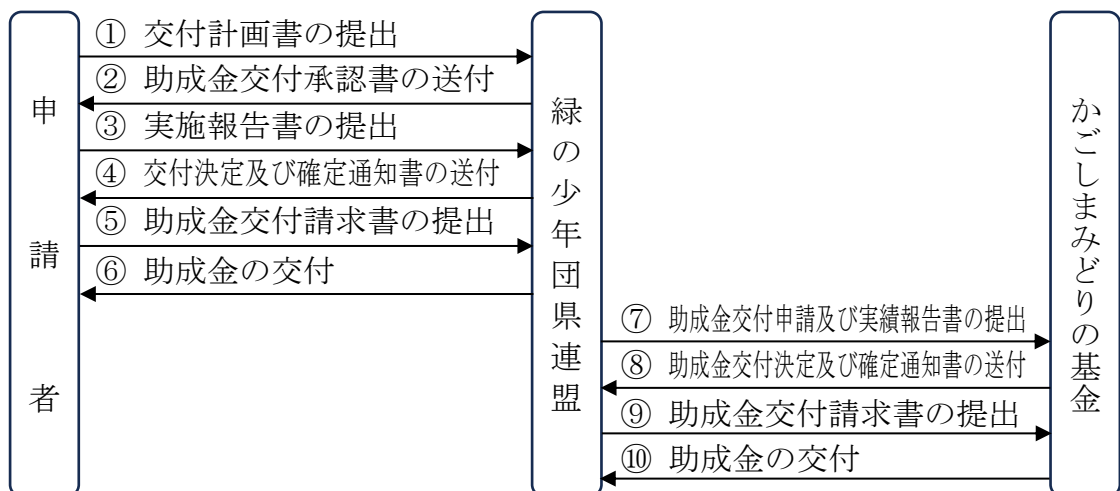 申請者
① 交付計画書の提出
② 助成金交付承認書の送付
③ 実施報告書の提出
④ 交付決定及び確定通知書の送付
⑤ 助成金交付請求書の提出
⑥ 助成金の交付
緑の少年団県連盟
⑦ 助成金交付申請及び実績報告書の提出
⑧ 助成金交付決定及び確定通知書の送付
⑨ 助成金交付請求書の提出
⑩ 助成金の交付
かごしまみどりの基金